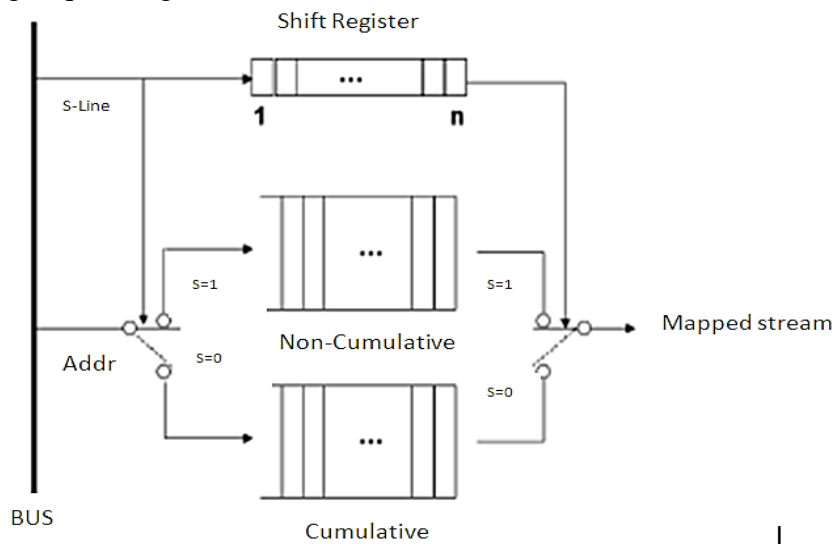 Shift Register
...
S-Line
1
n
...
S=1
S=1
Mapped stream
Non-Cumulative
Addr
S=0
S=0
...
BUS
Cumulative